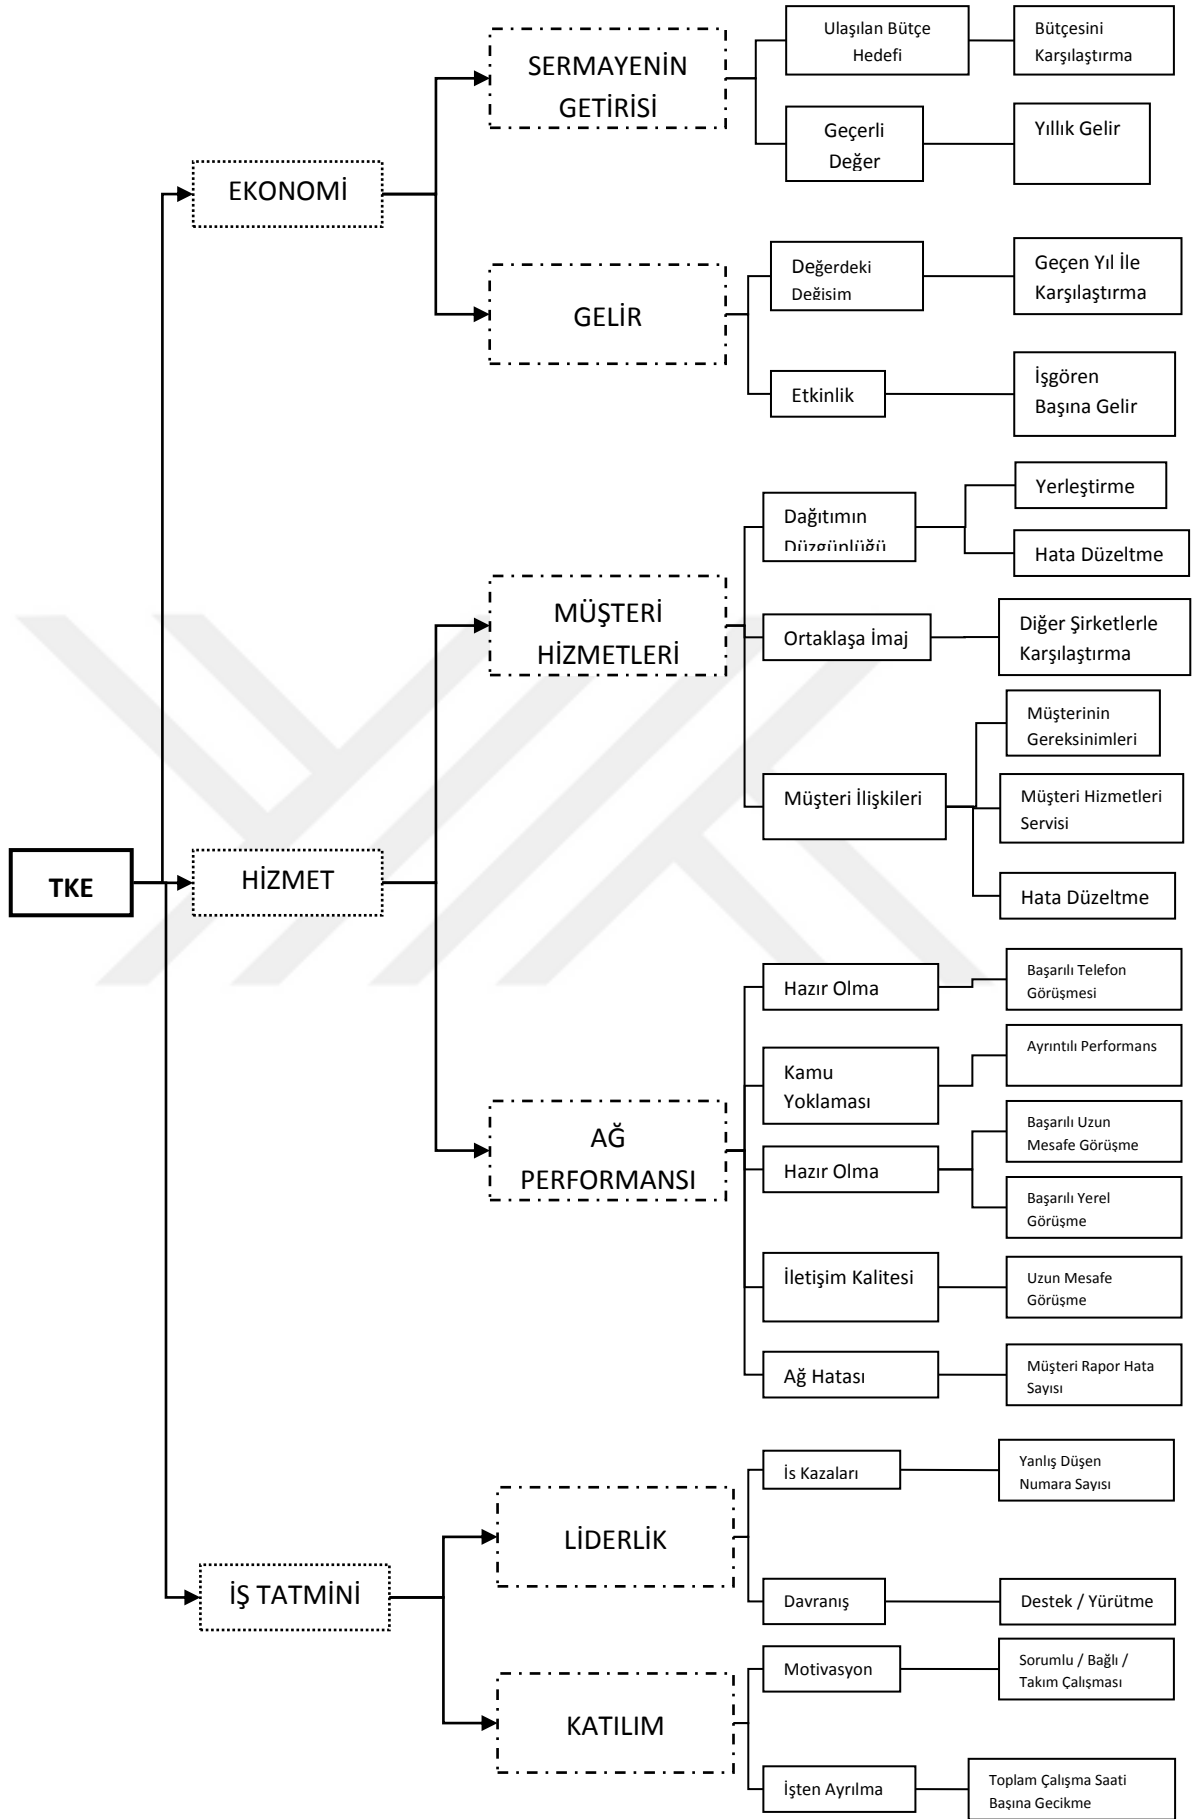 Ulaşılan Bütçe
Hedefi
Bütçesini
Karşılaştırma
SERMAYENİN
GETİRİSİ
Geçerli
Değer
Yıllık Gelir
EKONOMİ
Değerdeki
Değişim
Geçen Yıl İle
Karşılaştırma
GELİR
Etkinlik
İşgören
Başına Gelir
Yerleştirme
Dağıtımın
Düzgünlüğü
Hata Düzeltme
MÜŞTERİ
HİZMETLERİ
Ortaklaşa İmaj
Diğer Şirketlerle
Karşılaştırma
Müşterinin
Gereksinimleri
Müşteri İlişkileri
Müşteri Hizmetleri
Servisi
TKE
HİZMET
Hata Düzeltme
Hazır Olma
Başarılı Telefon
Görüşmesi
Kamu
Yoklaması
Ayrıntılı Performans
AĞ
PERFORMANSI
Hazır Olma
Başarılı Uzun
Mesafe Görüşme
Başarılı Yerel
Görüşme
İletişim Kalitesi
Uzun Mesafe
Görüşme
Ağ Hatası
Müşteri Rapor Hata
Sayısı
İs Kazaları
Yanlış Düşen
Numara Sayısı
LİDERLİK
İŞ TATMİNİ
Davranış
Destek / Yürütme
Motivasyon
Sorumlu / Bağlı /
Takım Çalışması
KATILIM
İşten Ayrılma
Toplam Çalışma Saati
Başına Gecikme